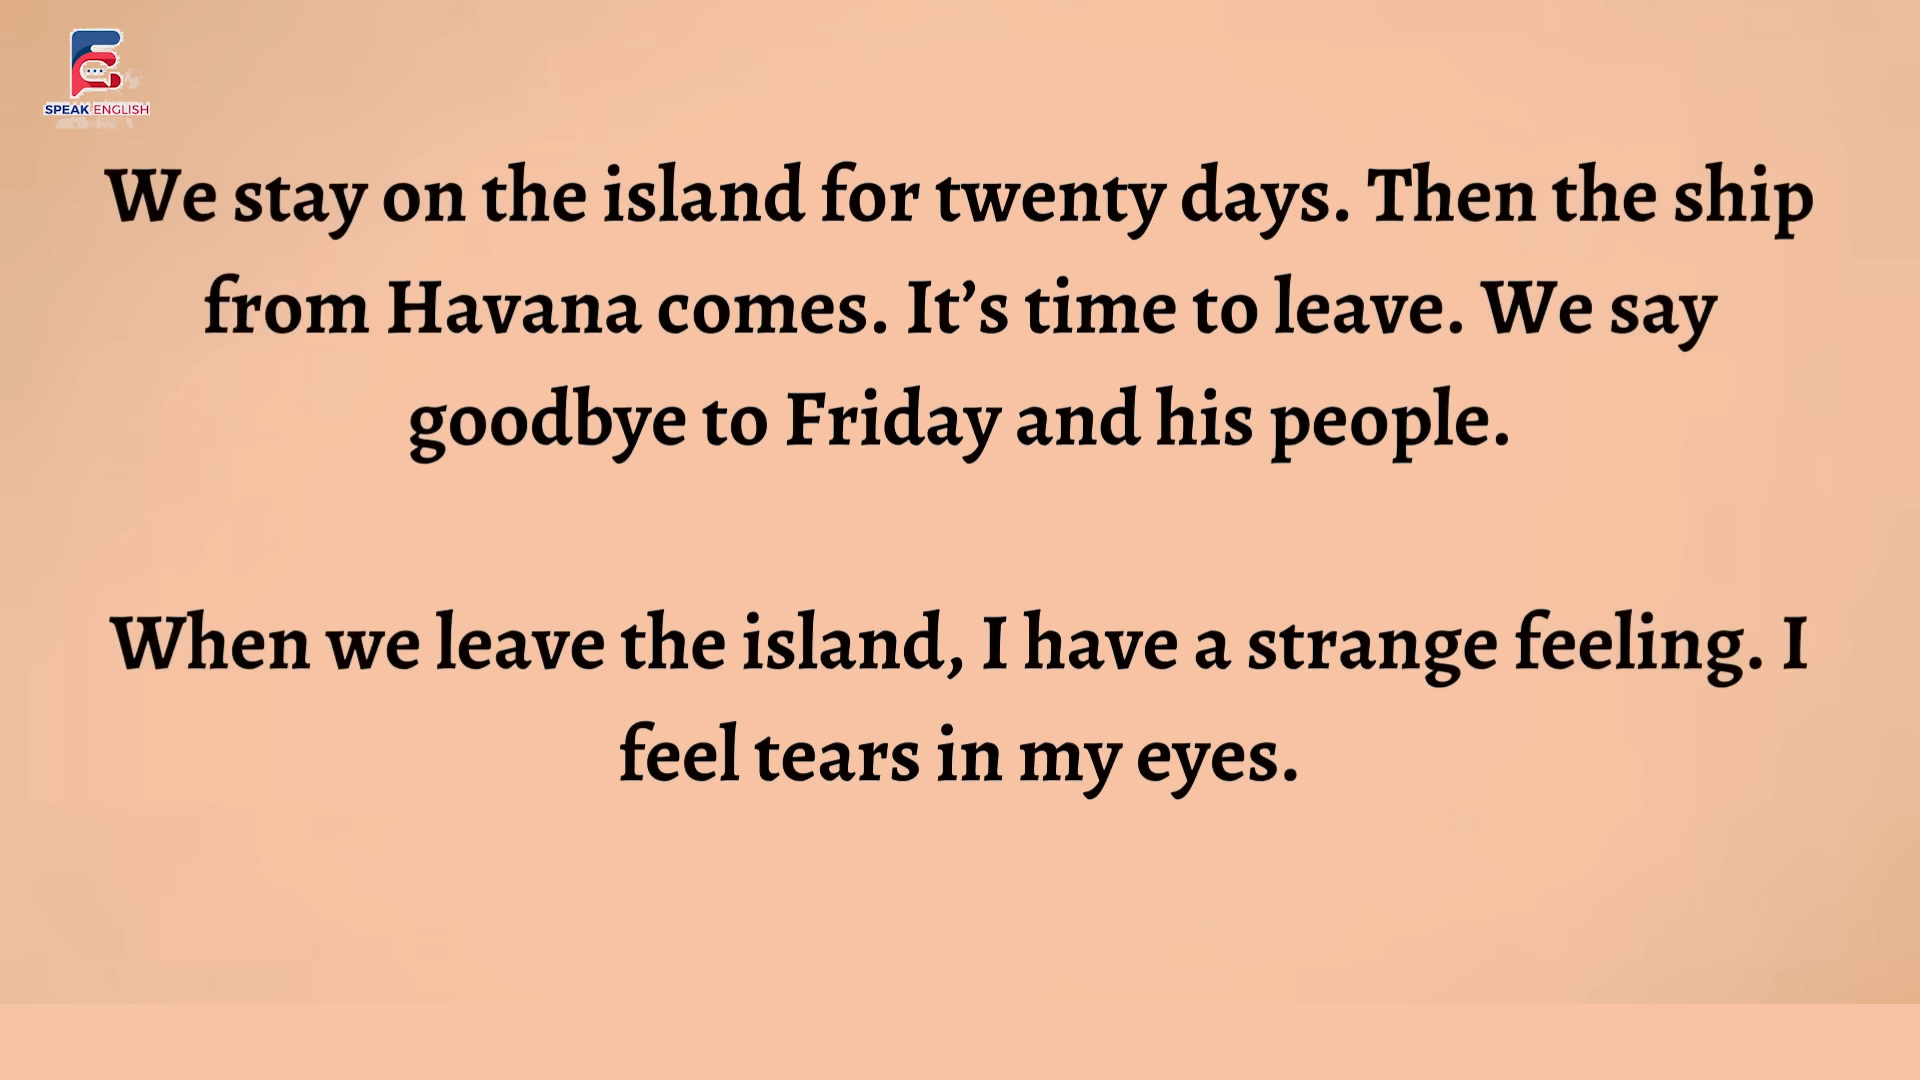 SPEAK ENGLISH
We stay on the island for twenty days. Then the ship
from Havana comes. It’s time to leave. We say
goodbye to Friday and his people.
When we leave the island, I have a strange feeling. I
feel tears in my eyes.